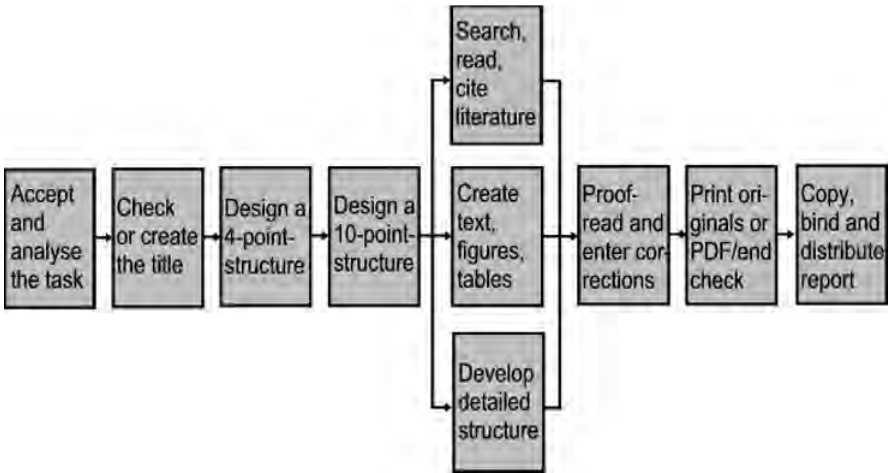 Accept
and
analyse
the task
Check
or create
the title
Design a
4-point-
structure
Design a
10-point-
structure
Search,
read,
cite
literature
Create
text,
figures,
tables
Develop
detailed
structure
Proof-
read and
enter cor-
rections
Print ori-
ginals or
PDF/end
check
Copy,
bind and
distribute
report